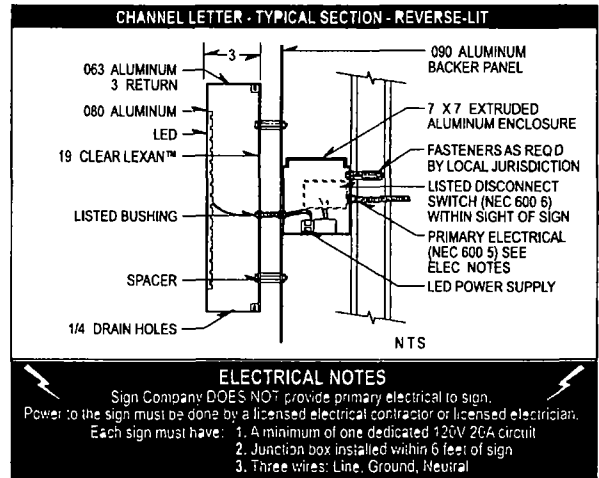 CHANNEL LETTER - TYPICAL SECTION - REVERSE-LIT
3
063 ALUMINUM
3 RETURN
080 ALUMINUM
LED
19 CLEAR LEXAN™
LISTED BUSHING
SPACER
1/4 DRAIN HOLES
090 ALUMINUM
BACKER PANEL
7 X 7 EXTRUDED
ALUMINUM ENCLOSURE
FASTENERS AS REQ D
BY LOCAL JURISDICTION
LISTED DISCONNECT
SWITCH (NEC 600 6)
WITHIN SIGHT OF SIGN
PRIMARY ELECTRICAL
(NEC 600 5) SEE
ELEC NOTES
LED POWER SUPPLY
NTS
ELECTRICAL NOTES
Sign Company DOES NOT provide primary electrical to sign.
Power to the sign must be done by a licensed electrical contractor or licensed electrician.
Each sign must have: 1. A minimum of one dedicated 120V 20A circuit
2. Junction box installed within 6 feet of sign
3. Three wires: Line, Ground, Neutral